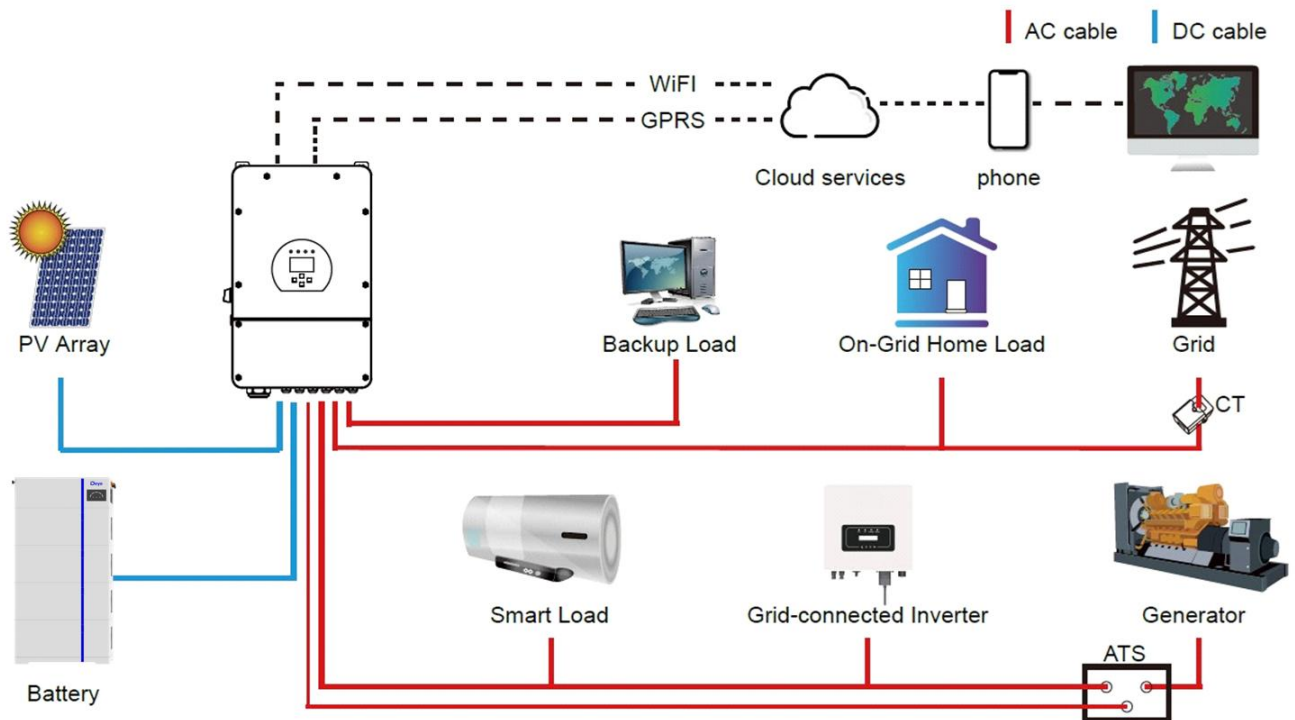 AC cable
DC cable
WiFI
GPRS
Cloud services
phone
PV Array
Backup Load
On-Grid Home Load
Grid
CT
Deye
Smart Load
Grid-connected Inverter
Generator
ATS
Battery